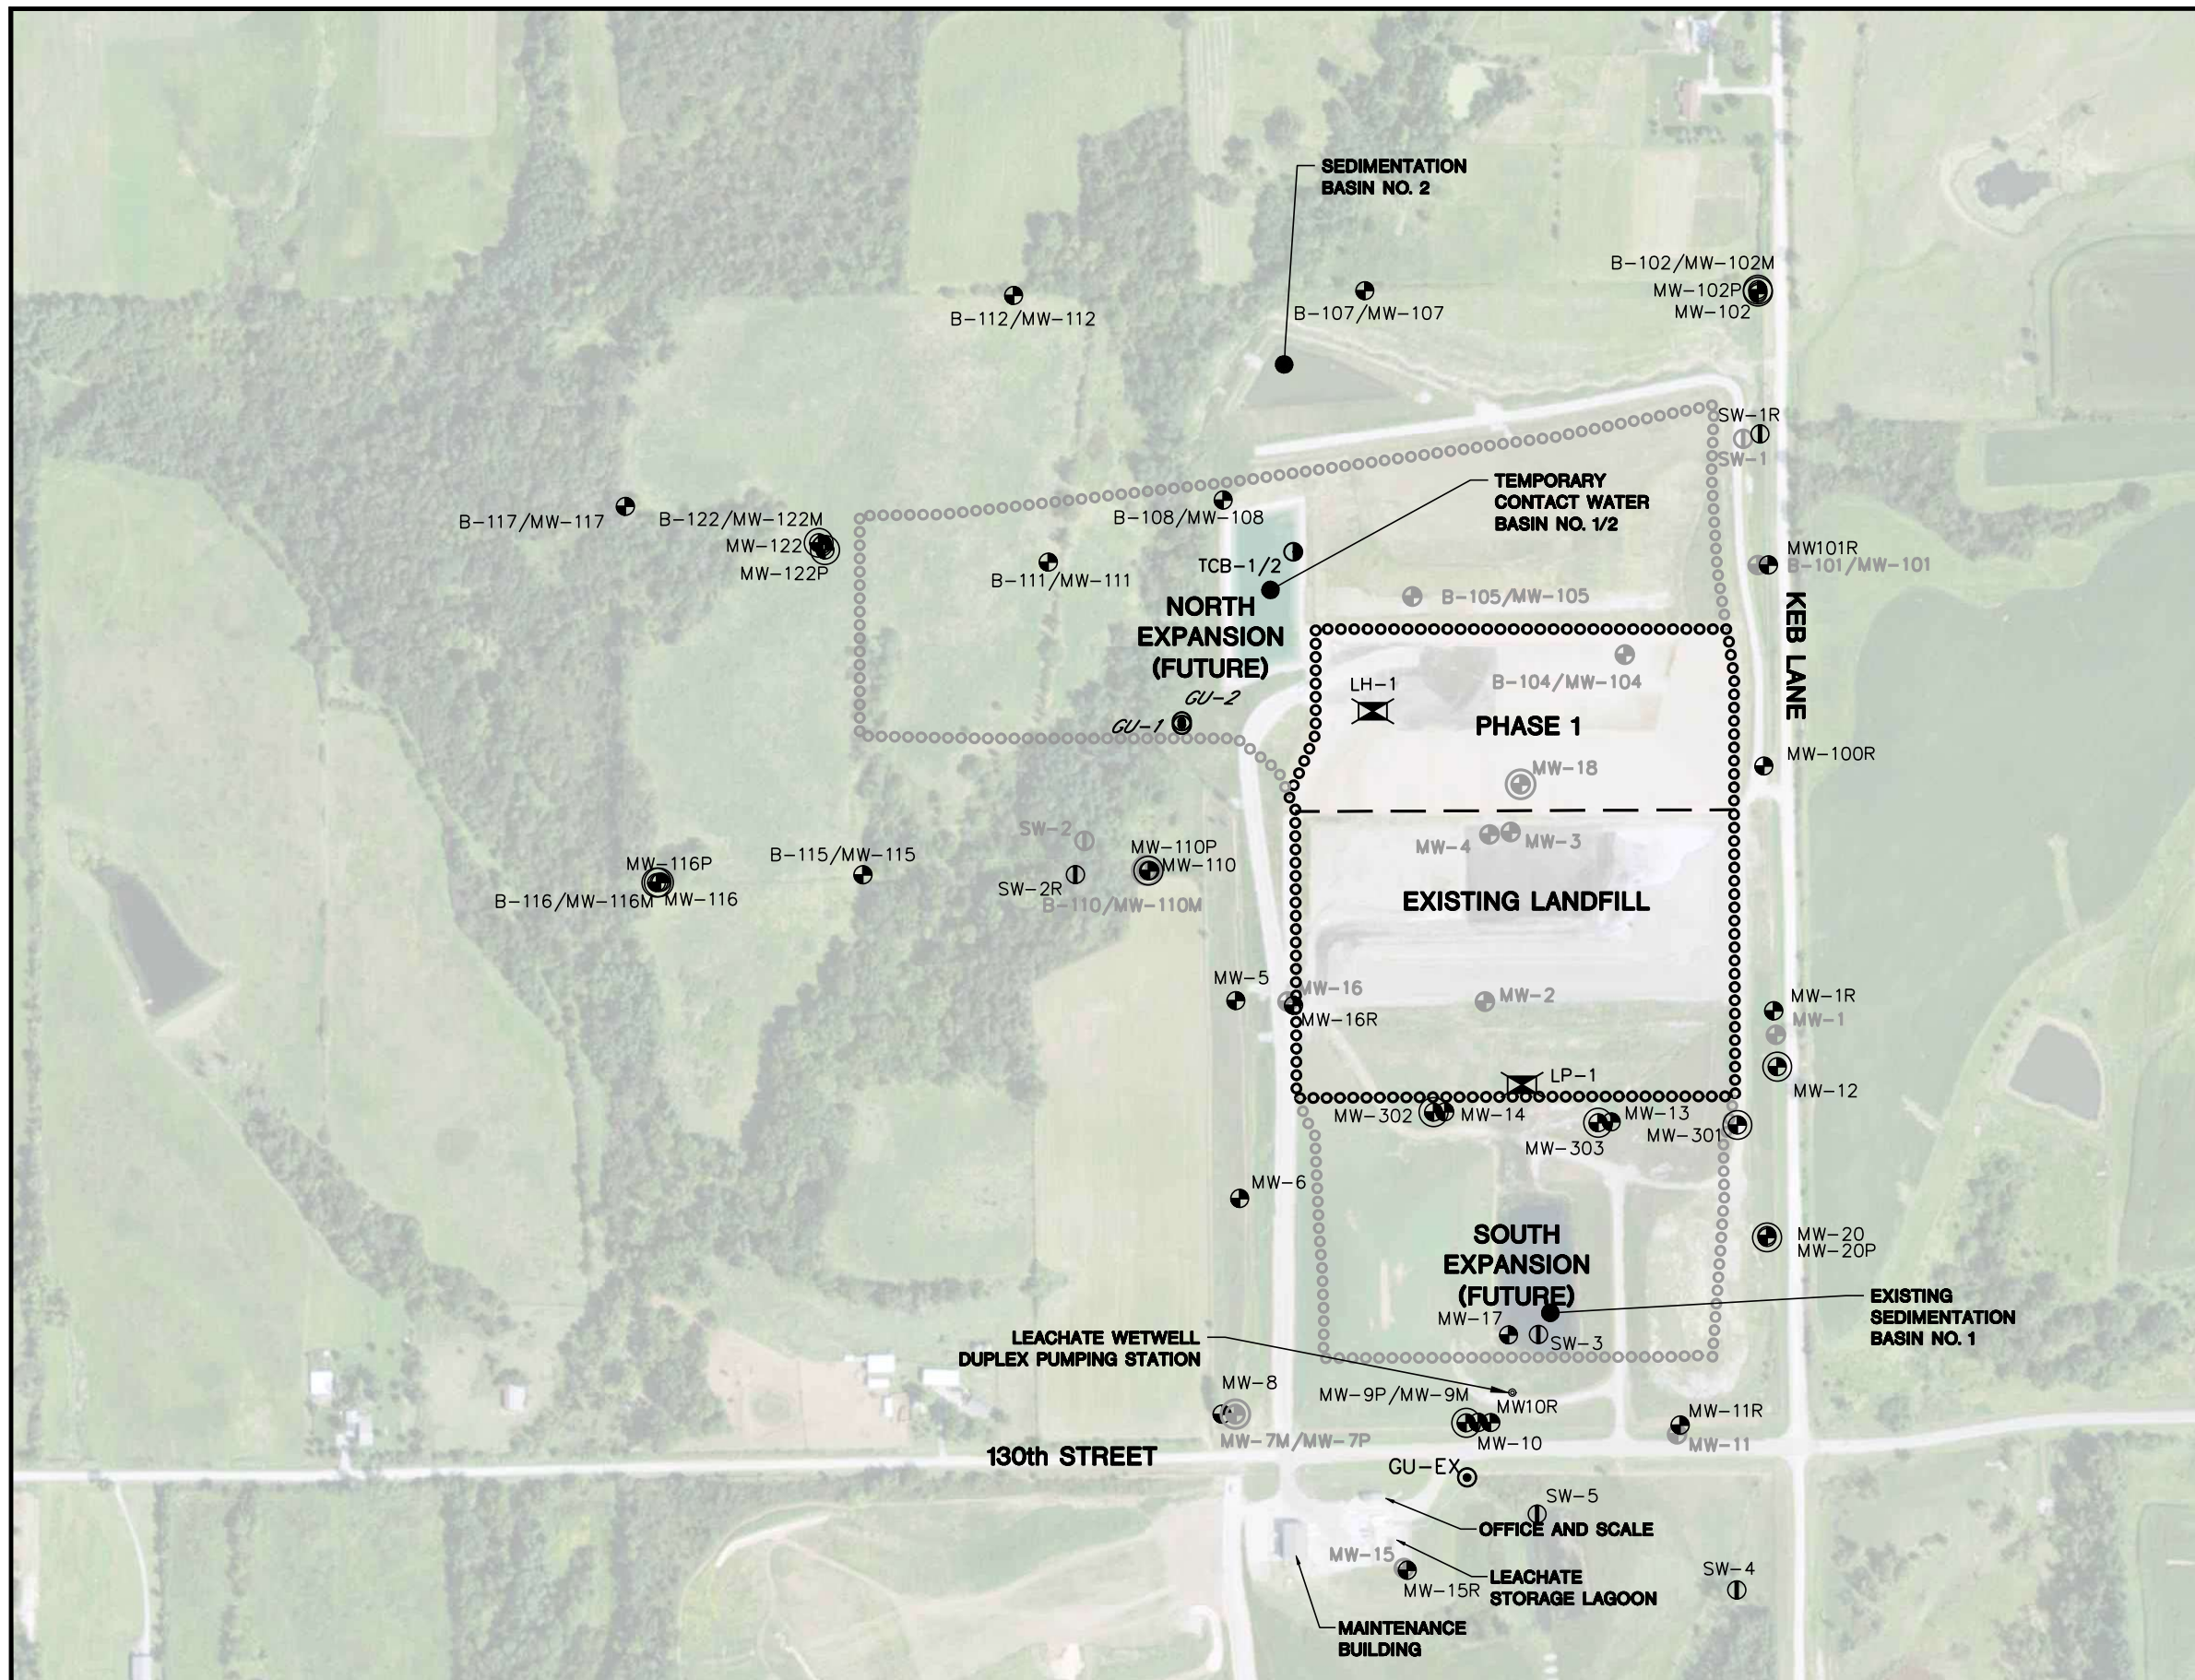 SEDIMENTATION
BASIN NO. 2
B-102/MW-102M
MW-102P
MW-102
B-112/MW-112
B-107/MW-107
SW-1R
SW-1
TEMPORARY
CONTACT WATER
BASIN NO. 1/2
B-117/MW-117
B-122/MW-122M
MW-122
MW-122P
B-108/MW-108
TCB-1/2
B-111/MW-111
MW101R
B-101/MW-101
B-105/MW-105
NORTH
EXPANSION
(FUTURE)
KEB LANE
B-104/MW-104
LH-1
GU-2
GU-1
PHASE 1
MW-100R
MW-18
SW-2
MW-4
MW-3
MW-110P
MW-110
B-115/MW-115
MW-116P
B-116/MW-116M
MW-116
SW-2R
B-110/MW-110M
EXISTING LANDFILL
MW-5
MW-16
MW-16R
MW-2
MW-1R
MW-1
MW-12
LP-1
MW-302
MW-14
MW-13
MW-303
MW-301
MW-6
SOUTH
EXPANSION
(FUTURE)
MW-20
MW-20P
EXISTING
SEDIMENTATION
BASIN NO. 1
MW-17
SW-3
LEACHATE WETWELL
DUPLEX PUMPING STATION
MW-8
MW-7M/MW-7P
MW-9P/MW-9M
MW10R
MW-10
MW-11R
MW-11
130th STREET
GU-EX
SW-5
OFFICE AND SCALE
MW-15
MW-15R
LEACHATE
STORAGE LAGOON
SW-4
MAINTENANCE
BUILDING